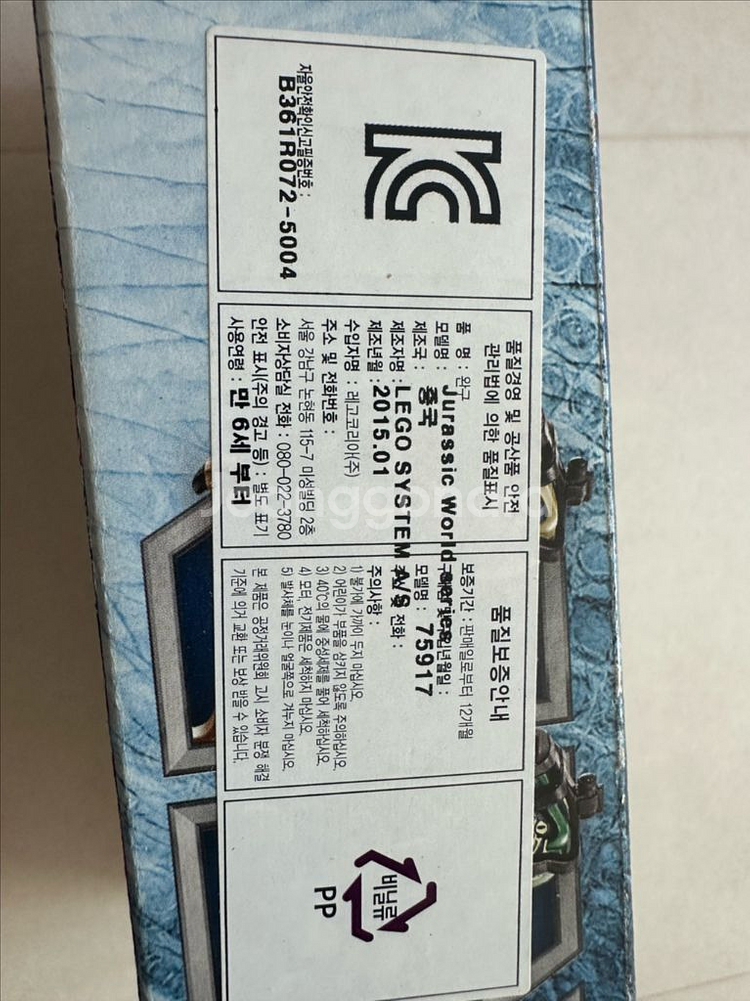 자율안전확인신고필증번호 :
B361R072-5004
품질경영 및 공산품 안전
관리법에 의한 품질표시
품 명 : 완구
모델명 : Jurassic World series
제조국 : 중국
제조자명 : LEGO SYSTEM A/S
제조년월 : 2015.01
수입자명 : 레고코리아(주)
주소 및 전화번호 :
서울 강남구 논현동 115-7 미성빌딩 2층
소비자상담실 전화 : 080-022-3780
안전 표시(주의 경고 등) : 별도 표기
사용연령 : 만 6세 부터
품질보증안내
보증기간 : 판매일로부터 12개월
모델명 : 75917
전화 :
주의사항 :
1) 불가에 가까이 두지 마십시오.
2) 어린이가 부품을 삼키지 않도록 주의하십시오.
3) 40℃의 물에 중성세제를 풀어 세척하십시오.
4) 모터, 전기제품은 세척하지 마십시오.
5) 발사체를 눈이나 얼굴쪽으로 겨누지 마십시오.
본 제품은 공정거래위원회 고시 소비자 분쟁 해결
기준에 의거 교환 또는 보상 받을 수 있습니다.
비닐류
PP
Joonggonara